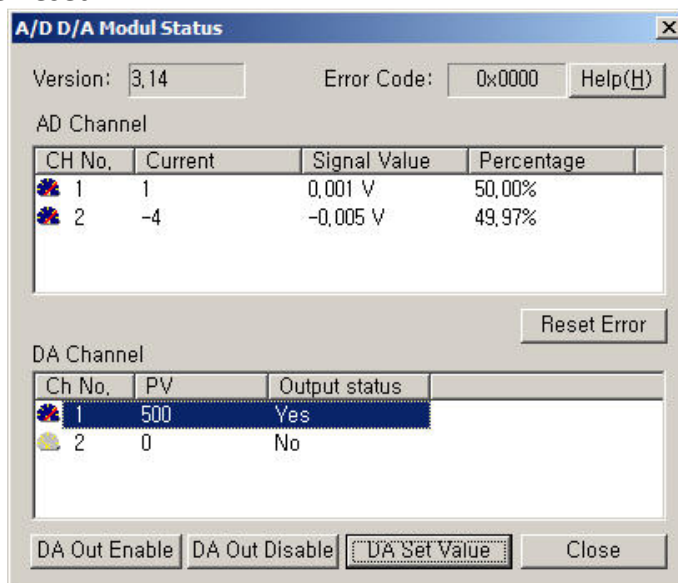 A/D D/A Modul Status
Version: 3,14 Error Code: 0x0000 Help(H)
AD Channel
CH No, Current Signal Value Percentage
1 1 0,001 V 50,00%
2 -4 -0,005 V 49,97%
Reset Error
DA Channel
Ch No, PV Output status
1 500 Yes
2 0 No
DA Out Enable DA Out Disable DA Set Value Close